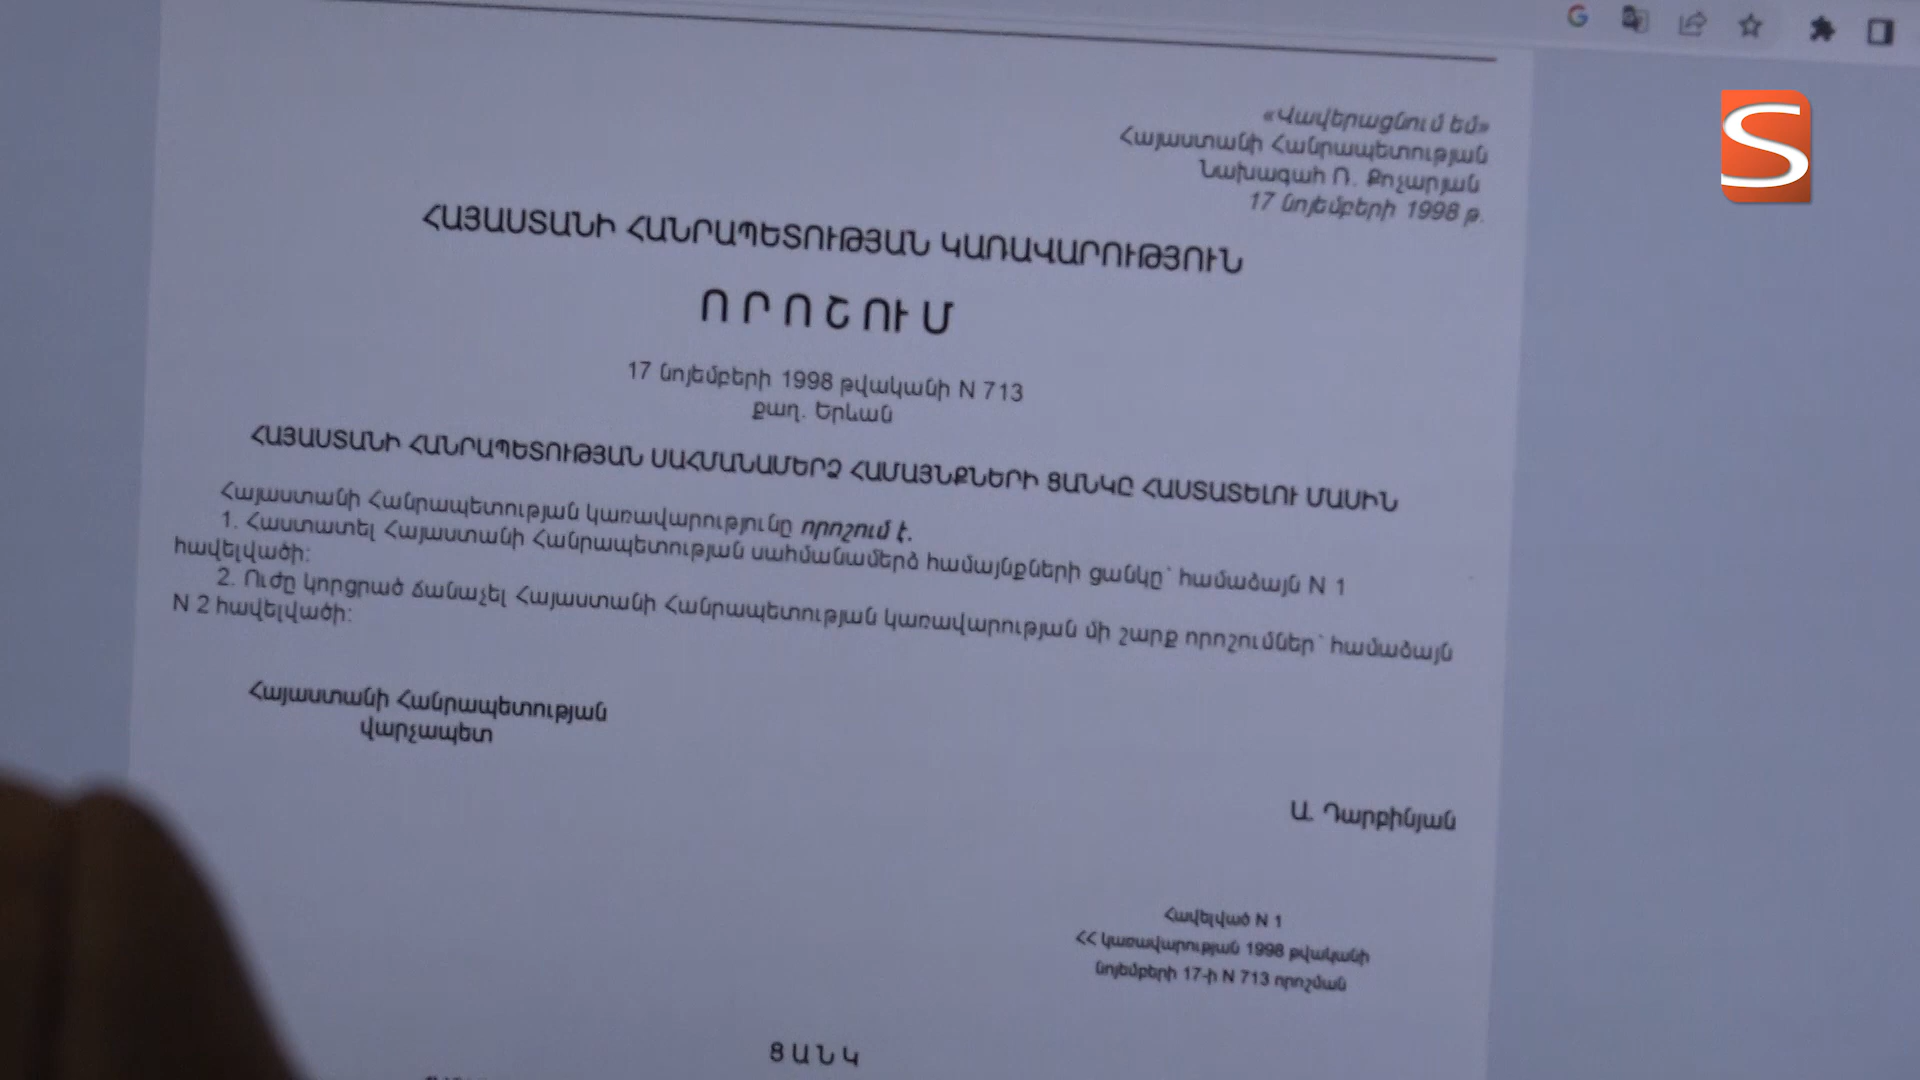 «Վավերացնում եմ»
Հայաստանի Հանրապետության
Նախագահ Ռ. Քոչարյան
17 նոյեմբերի 1998 թ.
ՀԱՅԱՍՏԱՆԻ ՀԱՆՐԱՊԵՏՈՒԹՅԱՆ ԿԱՌԱՎԱՐՈՒԹՅՈՒՆ
Ո Ր Ո Շ ՈՒ Մ
17 նոյեմբերի 1998 թվականի N 713
քաղ. Երևան
ՀԱՅԱՍՏԱՆԻ ՀԱՆՐԱՊԵՏՈՒԹՅԱՆ ՍԱՀՄԱՆԱՄԵՐՁ ՀԱՄԱՅՆՔՆԵՐԻ ՑԱՆԿԸ ՀԱՍՏԱՏԵԼՈՒ ՄԱՍԻՆ
Հայաստանի Հանրապետության կառավարությունը որոշում է.
1. Հաստատել Հայաստանի Հանրապետության սահմանամերձ համայնքների ցանկը՝ համաձայն N 1
հավելվածի:
2. Ուժը կորցրած ճանաչել Հայաստանի Հանրապետության կառավարության մի շարք որոշումներ՝ համաձայն
N 2 հավելվածի:
Հայաստանի Հանրապետության
վարչապետ
Ա. Դարբինյան
Հավելված N 1
ՀՀ կառավարության 1998 թվականի
նոյեմբերի 17-ի N 713 որոշման
Ց Ա Ն Կ
S